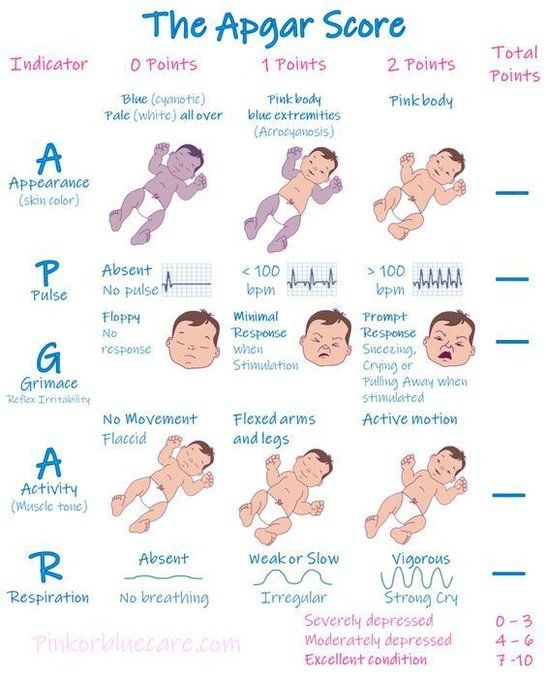 The Apgar Score
Indicator 0 Points 1 Points 2 Points Total Points
Blue (cyanotic)
Pale (white) all over
Pink body
blue extremities
(Acrocyanosis)
Pink body
A
Appearance
(skin color)
P
Pulse
Absent
No pulse
< 100
bpm
> 100
bpm
G
Grimace
Reflex Irritability
Floppy
No
response
Minimal
Response
when
Stimulation
Prompt
Response
Sneezing,
Crying or
Pulling Away when
stimulated
A
Activity
(Muscle tone)
No Movement
Flaccid
Flexed arms
and legs
Active motion
R
Respiration
Absent
No breathing
Weak or Slow
Irregular
Vigorous
Strong Cry
Severely depressed 0 - 3
Moderately depressed 4 - 6
Excellent condition 7 -10
Pinkorbluecare.com